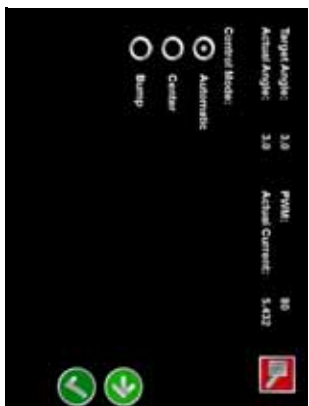 Target Angle: 3.0 PWM: 80
Actual Angle: 3.0 Actual Current: 5.432
Control Mode:
Automatic
Center
Bump